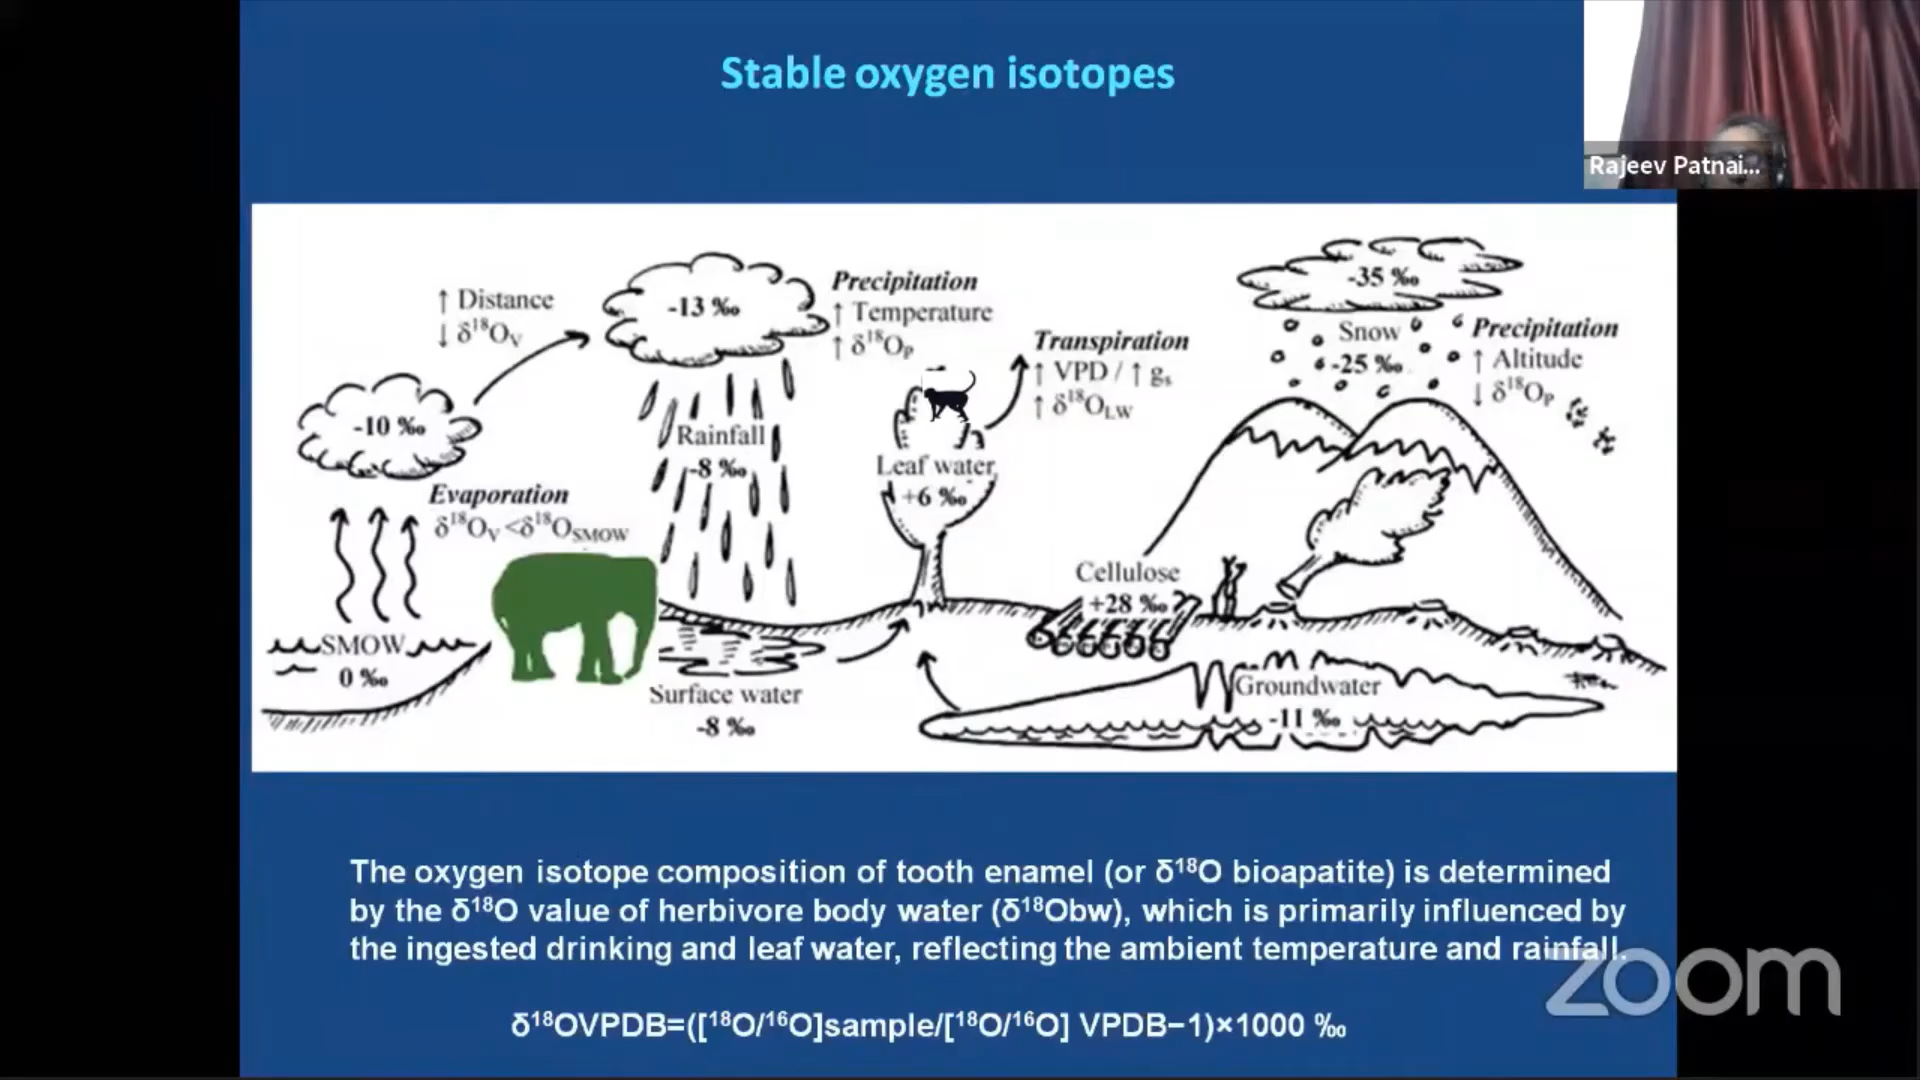 Stable oxygen isotopes
Rajeev Patnai...
↑ Distance
↓ δ¹⁸Oᵥ
-13 ‰
Precipitation
↑ Temperature
↑ δ¹⁸Oₚ
-10 ‰
Evaporation
δ¹⁸Oᵥ<δ¹⁸OSMOW
SMOW
0 ‰
Rainfall
-8 ‰
Surface water
-8 ‰
Transpiration
↑ VPD / ↑ gₛ
↑ δ¹⁸OLW
Leaf water
+6 ‰
Cellulose
+28 ‰
-35 ‰
Snow
-25 ‰
Precipitation
↑ Altitude
↓ δ¹⁸Oₚ
Groundwater
-11 ‰
The oxygen isotope composition of tooth enamel (or δ¹⁸O bioapatite) is determined
by the δ¹⁸O value of herbivore body water (δ¹⁸Obw), which is primarily influenced by
the ingested drinking and leaf water, reflecting the ambient temperature and rainfall.
δ¹⁸OVPDB=([¹⁸O/¹⁶O]sample/[¹⁸O/¹⁶O] VPDB−1)×1000 ‰
zoom